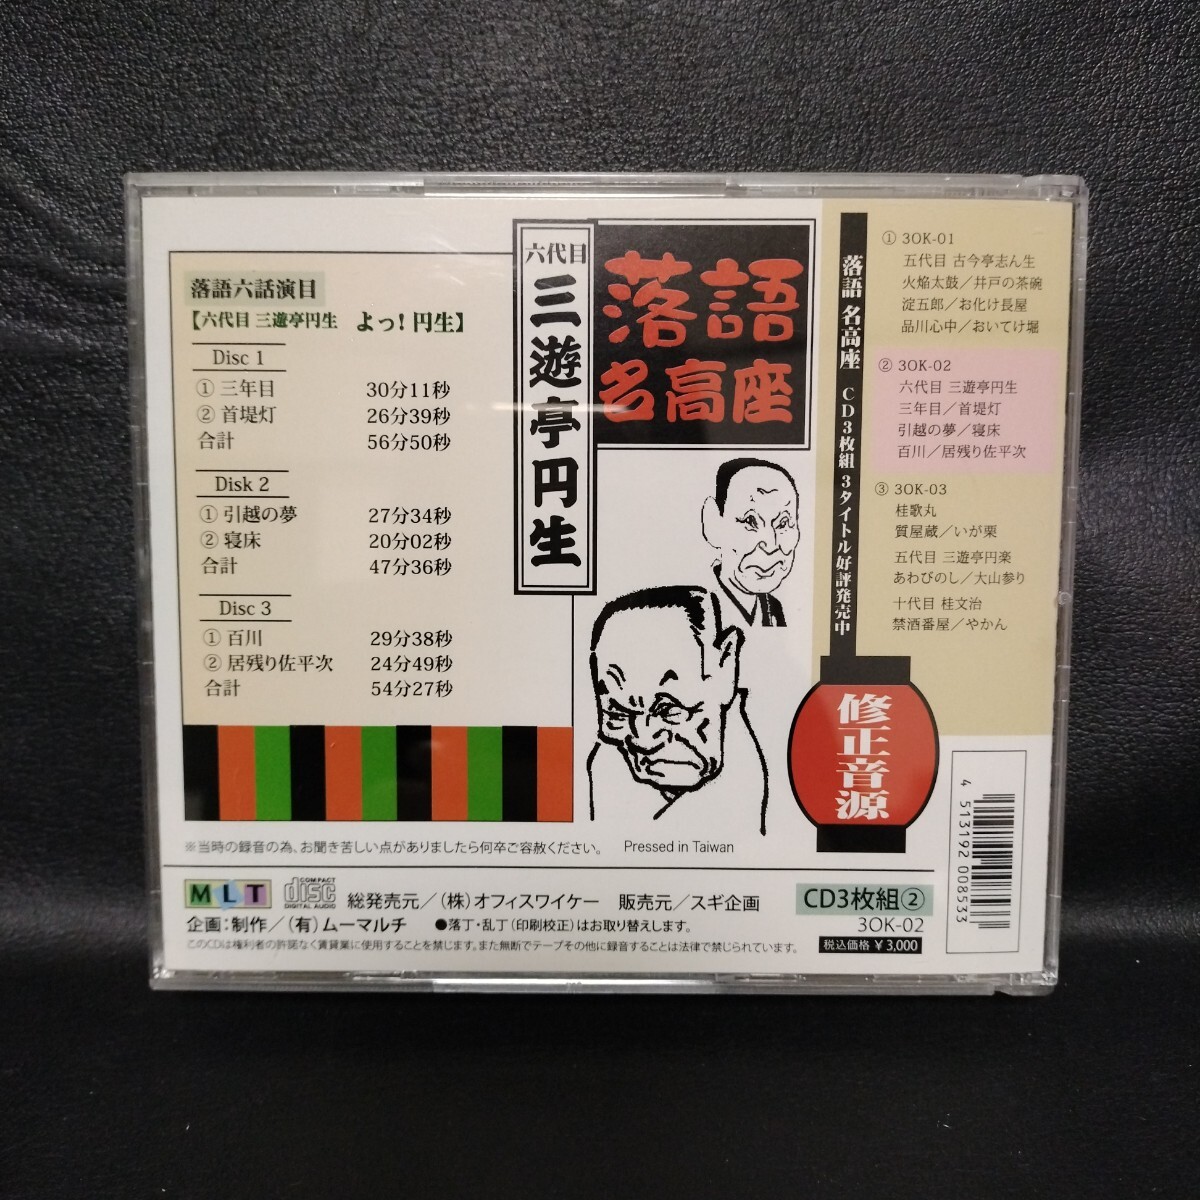 落語六話演目
【六代目 三遊亭円生 よっ!円生】
Disc 1
① 三年目 30分11秒
② 首堤灯 26分39秒
合計 56分50秒
Disk 2
① 引越の夢 27分34秒
② 寝床 20分02秒
合計 47分36秒
Disc 3
① 百川 29分38秒
② 居残り佐平次 24分49秒
合計 54分27秒
六代目
三遊亭円生
落語
名高座
落語 名高座 CD3枚組 3タイトル好評発売中
修正音源
① 3OK-01
五代目 古今亭志ん生
火焔太鼓/井戸の茶碗
淀五郎/お化け長屋
品川心中/おいてけ堀
② 3OK-02
六代目 三遊亭円生
三年目/首堤灯
引越の夢/寝床
百川/居残り佐平次
③ 3OK-03
桂歌丸
質屋蔵/いが栗
五代目 三遊亭円楽
あわびのし/大山参り
十代目 桂文治
禁酒番屋/やかん
4 513192 008533
※当時の録音の為、お聞き苦しい点がありましたら何卒ご容赦ください。 Pressed in Taiwan
MLT COMPACT disc DIGITAL AUDIO 総発売元/(株)オフィスワイケー 販売元/スギ企画 CD3枚組②
企画:制作/(有)ムーマルチ ●落丁・乱丁(印刷校正)はお取り替えします。 3OK-02
このCDは権利者の許諾なく賃貸業に使用することを禁じます。また無断でテープその他に録音することは法律で禁じられています。 税込価格 ¥3,000